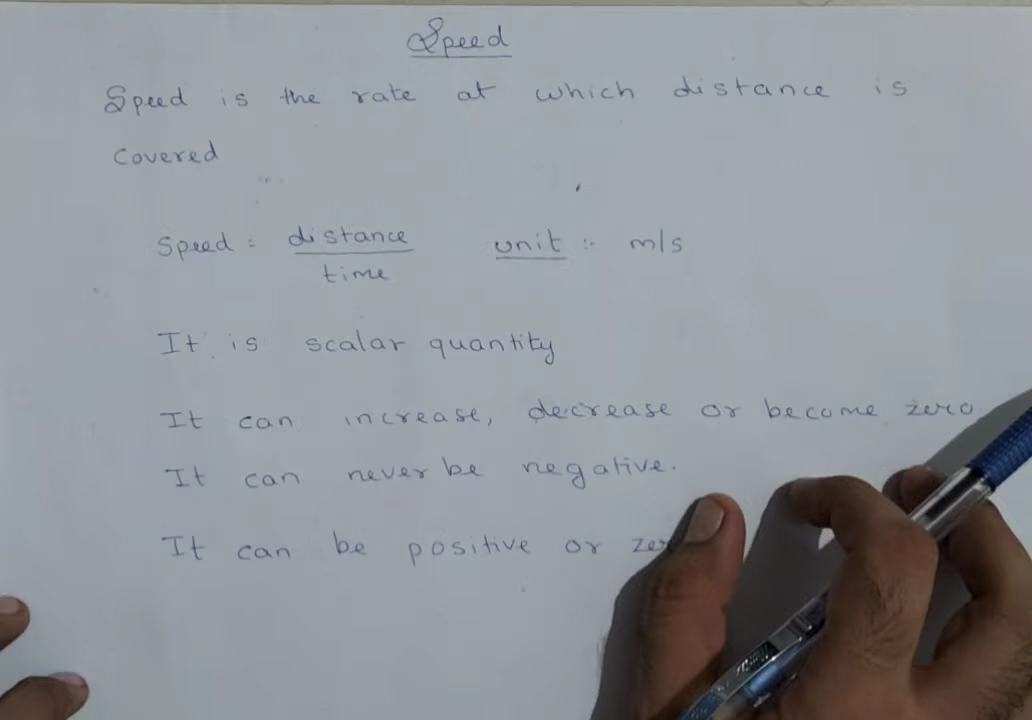 Speed
Speed is the rate at which distance is
covered
Speed = distance
time
unit :- m/s
It is scalar quantity
It can increase, decrease or become zero
It can never be negative.
It can be positive or